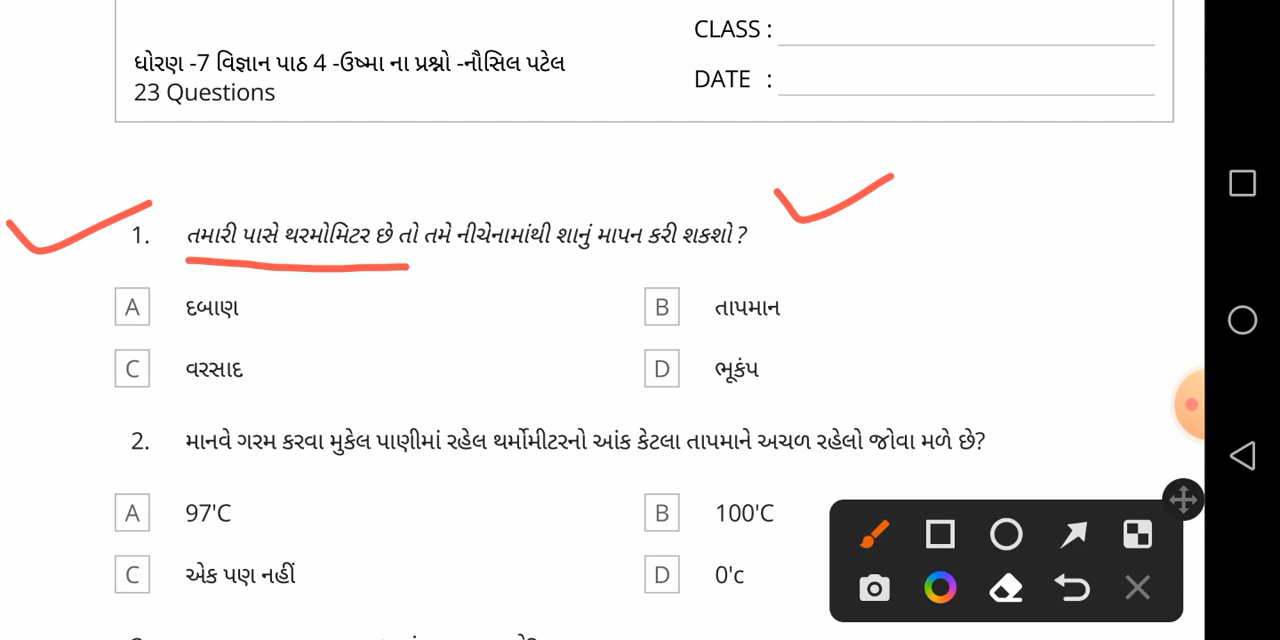 CLASS :
ધોરણ -7 વિજ્ઞાન પાઠ 4 -ઉષ્મા ના પ્રશ્નો -નૌસિલ પટેલ
DATE :
23 Questions
1. તમારી પાસે થરમોમિટર છે તો તમે નીચેનામાંથી શાનું માપન કરી શકશો ?
A દબાણ B તાપમાન
C વરસાદ D ભૂકંપ
2. માનવે ગરમ કરવા મુકેલ પાણીમાં રહેલ થર્મોમીટરનો આંક કેટલા તાપમાને અચળ રહેલો જોવા મળે છે?
A 97'C B 100'C
C એક પણ નહીં D 0'c